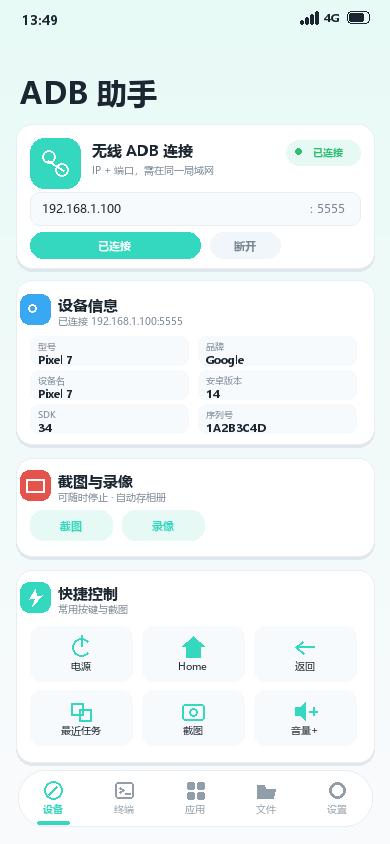 13:49
4G
ADB 助手
无线 ADB 连接
已连接
IP + 端口，需在同一局域网
192.168.1.100
: 5555
已连接
断开
设备信息
已连接 192.168.1.100:5555
型号
品牌
Pixel 7
Google
设备名
安卓版本
Pixel 7
14
SDK
序列号
34
1A2B3C4D
截图与录像
可随时停止 · 自动存相册
截图
录像
快捷控制
常用按键与截图
电源
Home
返回
最近任务
截图
音量+
设备
终端
应用
文件
设置